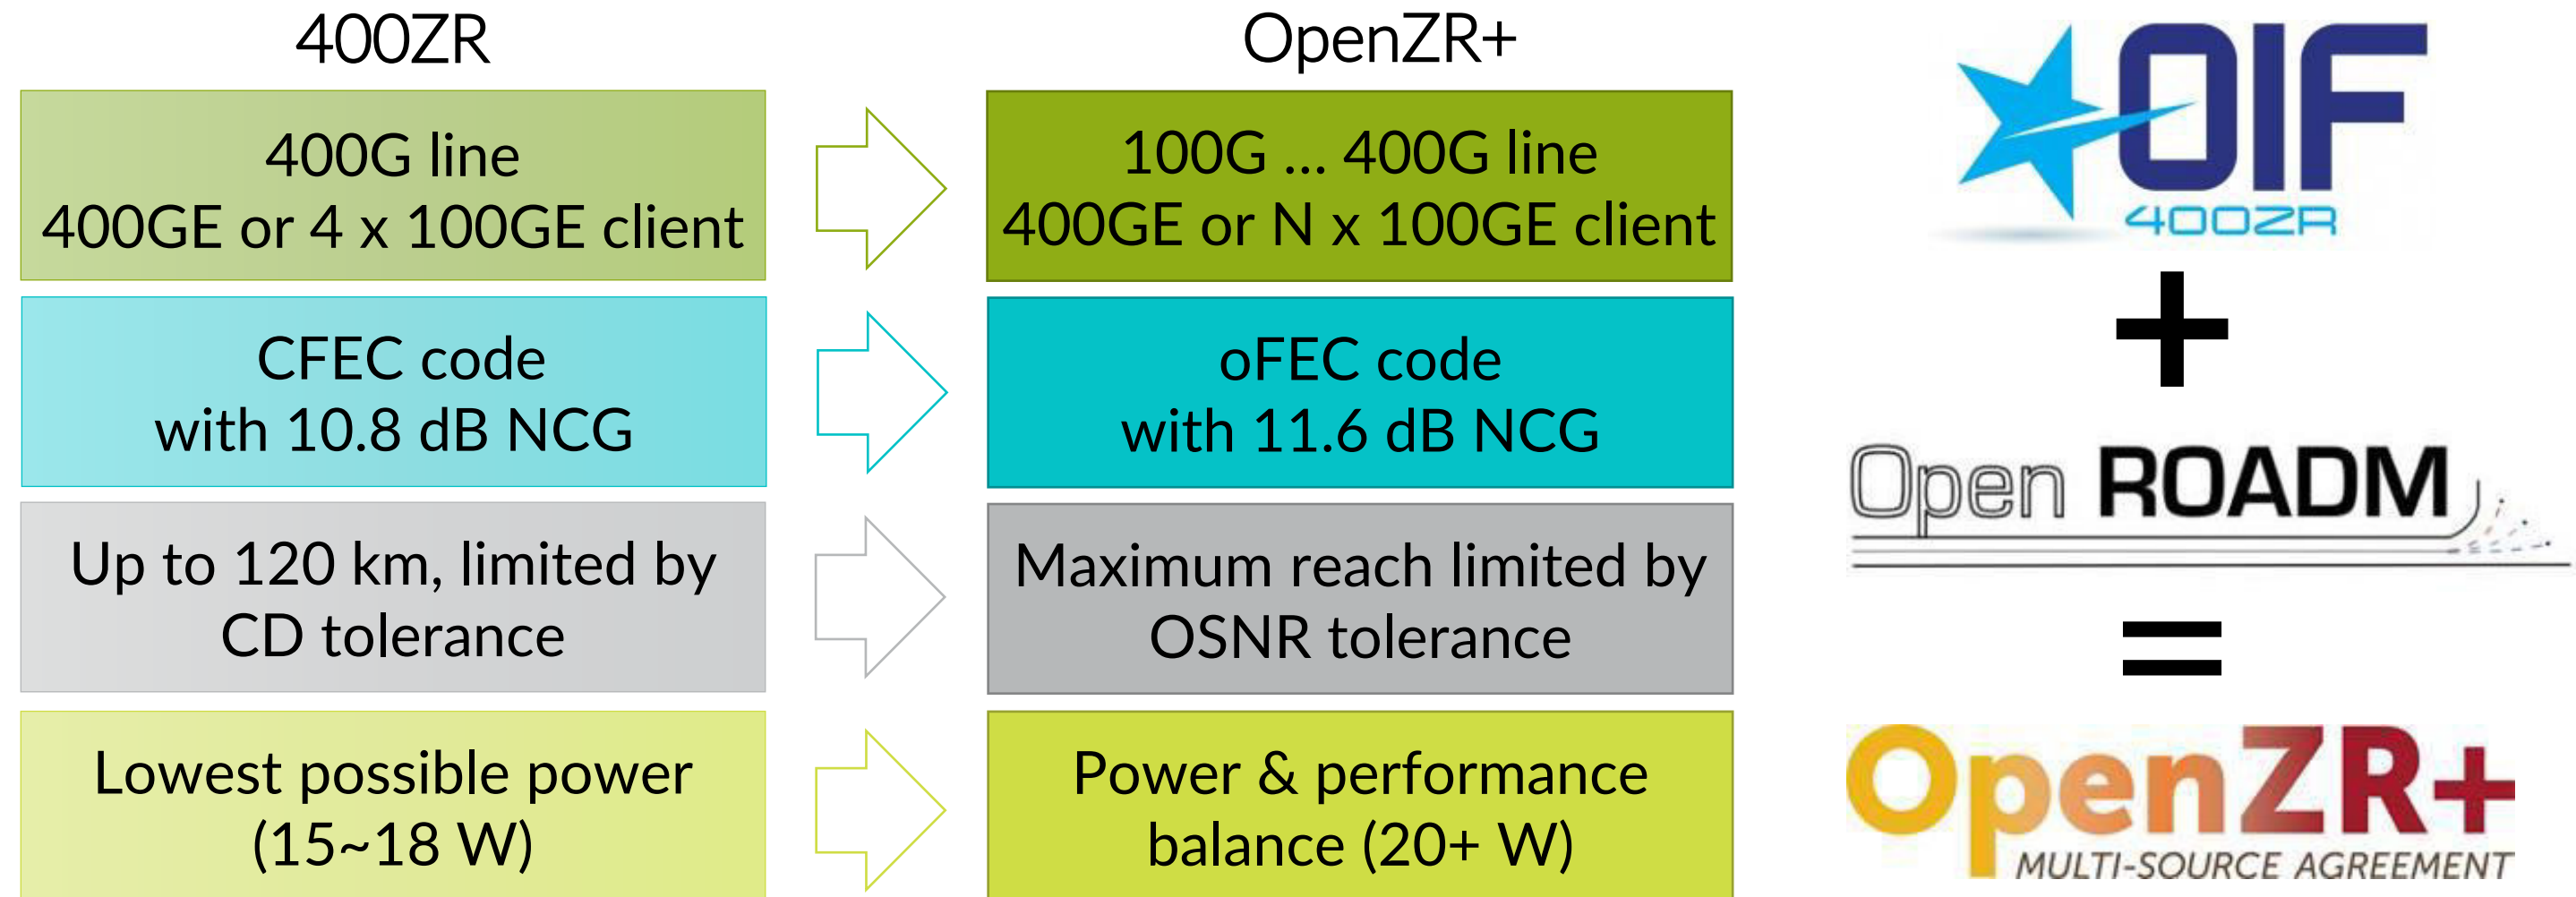 400ZR
OpenZR+
400G line
400GE or 4 x 100GE client
100G ... 400G line
400GE or N x 100GE client
CFEC code
with 10.8 dB NCG
oFEC code
with 11.6 dB NCG
Up to 120 km, limited by
CD tolerance
Maximum reach limited by
OSNR tolerance
Lowest possible power
(15~18 W)
Power & performance
balance (20+ W)
OIF
400ZR
+
Open ROADM
=
OpenZR+
MULTI-SOURCE AGREEMENT